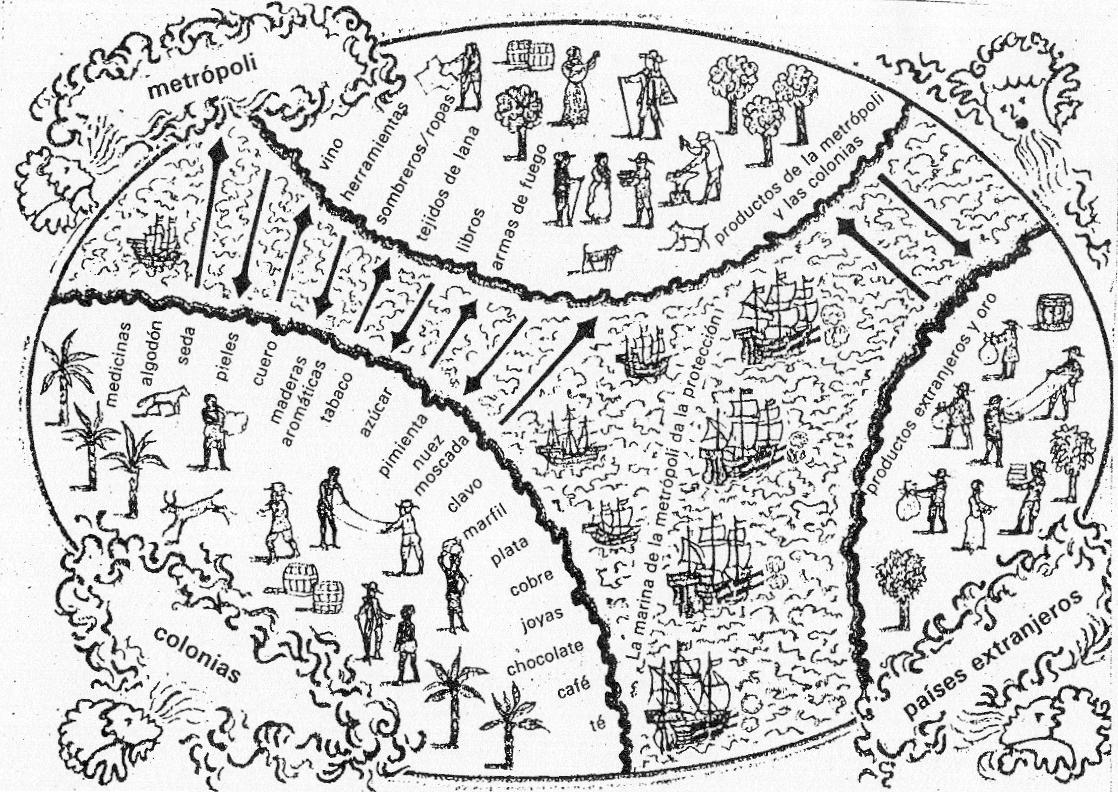 metrópoli
vino
herramientas
sombreros/ropas
tejidos de lana
libros
armas de fuego
productos de la metrópoli
y las colonias
medicinas
algodón
seda
pieles
cuero
maderas
aromáticas
tabaco
azúcar
pimienta
nuez
moscada
clavo
marfil
plata
cobre
joyas
chocolate
café
té
colonias
La marina de la metrópoli da la protección
productos extranjeros y oro
países extranjeros